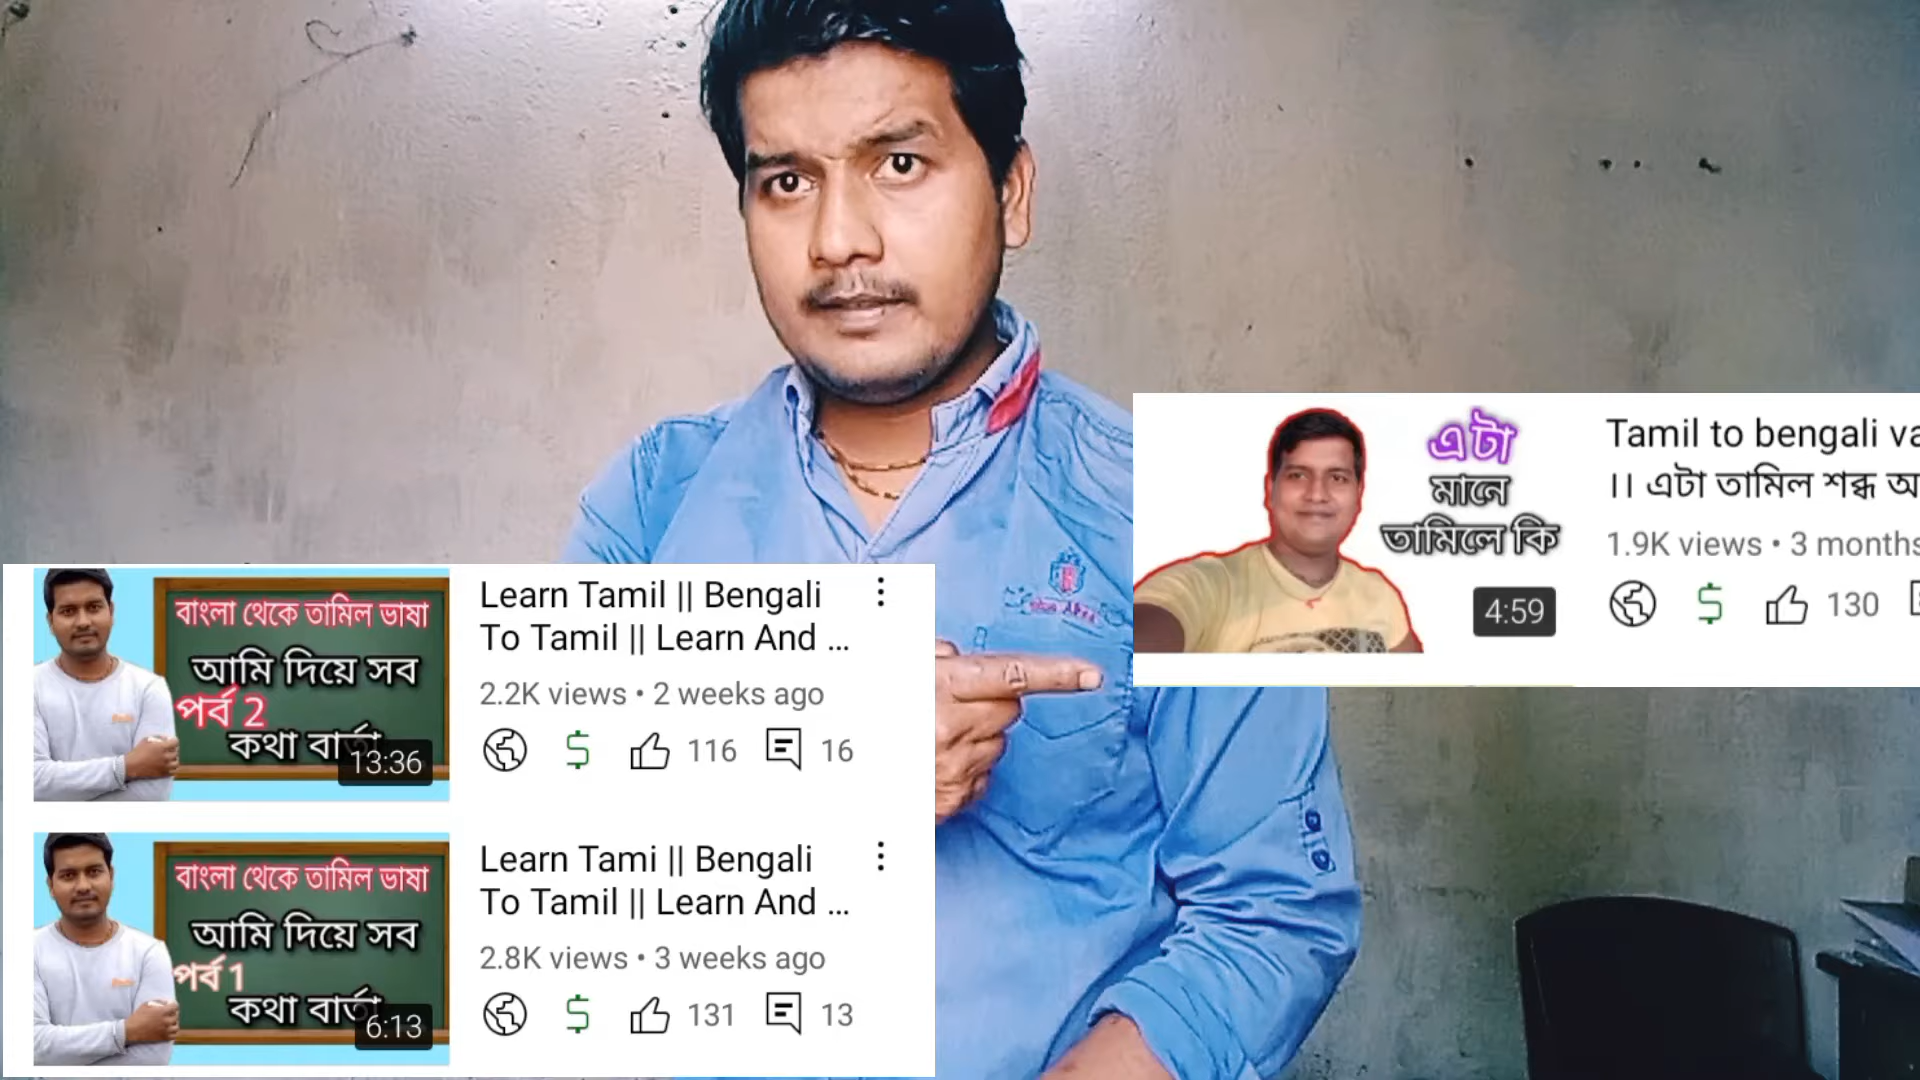 বাংলা থেকে তামিল ভাষা
আমি দিয়ে সব
পর্ব 2
কথা বার্তা
13:36
Learn Tamil || Bengali
To Tamil || Learn And ...
2.2K views • 2 weeks ago
116 16
বাংলা থেকে তামিল ভাষা
আমি দিয়ে সব
পর্ব 1
কথা বার্তা
6:13
Learn Tami || Bengali
To Tamil || Learn And ...
2.8K views • 3 weeks ago
131 13
এটা
মানে
তামিলে কি
4:59
Tamil to bengali va
।। এটা তামিল শব্ধ অ
1.9K views • 3 months
130